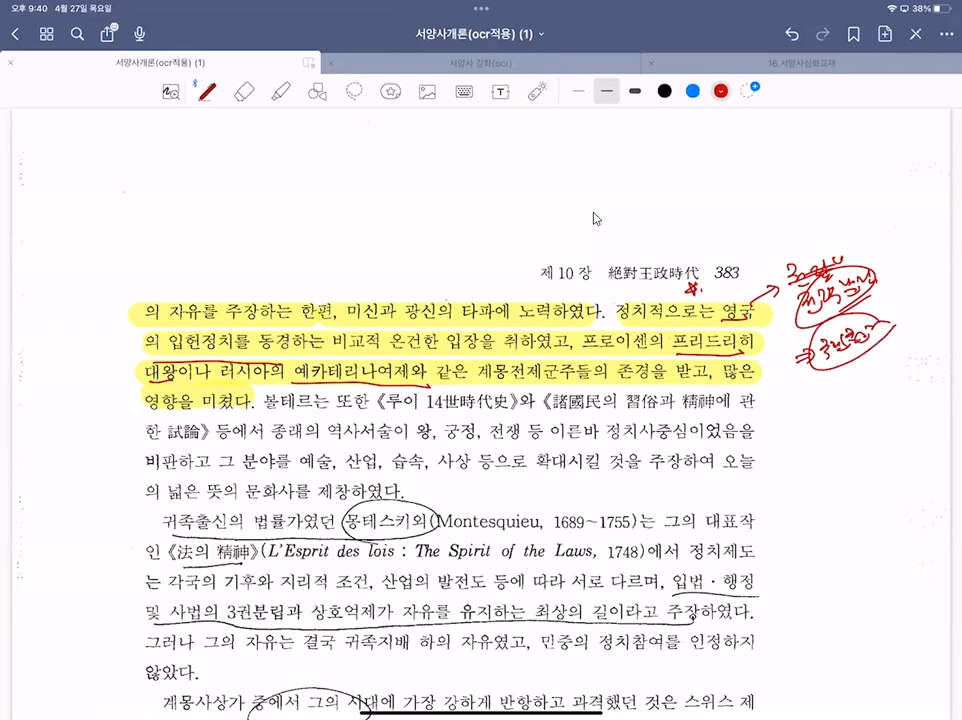 오후 9:40 4월 27일 목요일
38%
서양사개론(ocr적용) (1)
서양사개론(ocr적용) (1)
서양사 강화(ocr)
16.서양사심화교재
제 10 장 絕對王政時代 383
의 자유를 주장하는 한편, 미신과 광신의 타파에 노력하였다. 정치적으로는 영국
의 입헌정치를 동경하는 비교적 온건한 입장을 취하였고, 프로이센의 프리드리히
대왕이나 러시아의 예카테리나여제와 같은 계몽전제군주들의 존경을 받고, 많은
영향을 미쳤다. 볼테르는 또한 《루이 14世時代史》와 《諸國民의 習俗과 精神에 관
한 試論》 등에서 종래의 역사서술이 왕, 궁정, 전쟁 등 이른바 정치사중심이었음을
비판하고 그 분야를 예술, 산업, 습속, 사상 등으로 확대시킬 것을 주장하여 오늘
의 넓은 뜻의 문화사를 제창하였다.
귀족출신의 법률가였던 몽테스키외(Montesquieu, 1689~1755)는 그의 대표작
인 《法의 精神》(L'Esprit des lois : The Spirit of the Laws, 1748)에서 정치제도
는 각국의 기후와 지리적 조건, 산업의 발전도 등에 따라 서로 다르며, 입법·행정
및 사법의 3권분립과 상호억제가 자유를 유지하는 최상의 길이라고 주장하였다.
그러나 그의 자유는 결국 귀족지배 하의 자유였고, 민중의 정치참여를 인정하지
않았다.
계몽사상가 중에서 그의 시대에 가장 강하게 반항하고 과격했던 것은 스위스 제